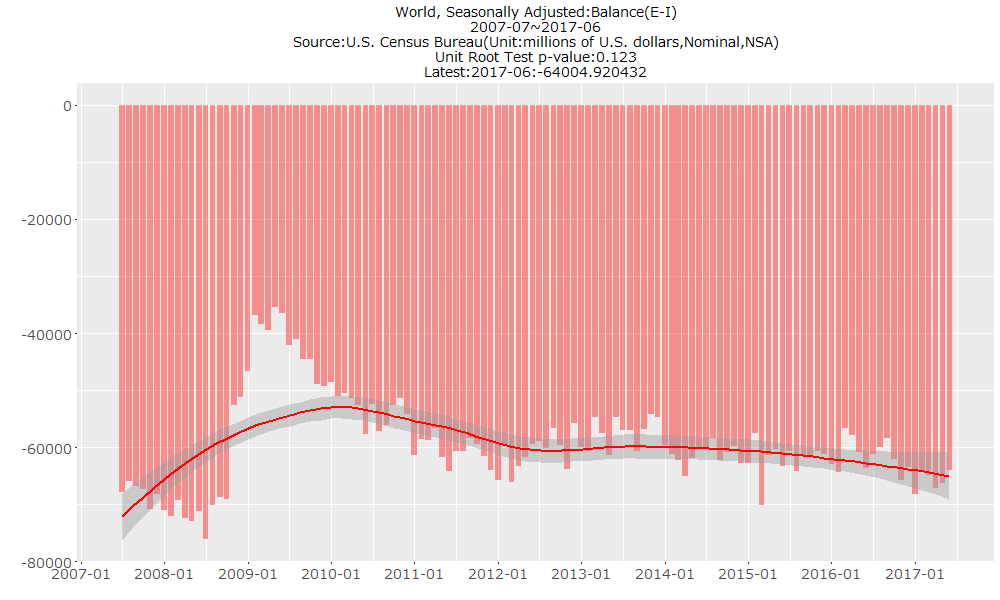 World, Seasonally Adjusted:Balance(E-I)
2007-07~2017-06
Source:U.S. Census Bureau(Unit:millions of U.S. dollars,Nominal,NSA)
Unit Root Test p-value:0.123
Latest:2017-06:-64004.920432
0
-20000
-40000
-60000
-80000
2007-01 2008-01 2009-01 2010-01 2011-01 2012-01 2013-01 2014-01 2015-01 2016-01 2017-01